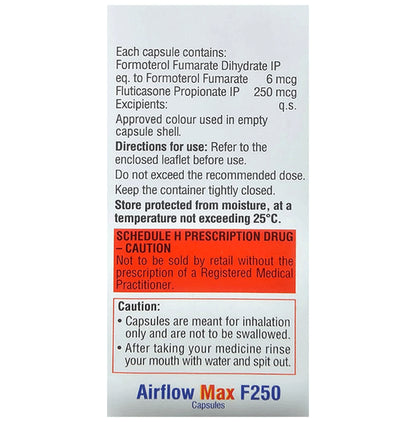 Each capsule contains:
Formoterol Fumarate Dihydrate IP
eq. to Formoterol Fumarate 6 mcg
Fluticasone Propionate IP 250 mcg
Excipients: q.s.
Approved colour used in empty
capsule shell.
Directions for use: Refer to the
enclosed leaflet before use.
Do not exceed the recommended dose.
Keep the container tightly closed.
Store protected from moisture, at a
temperature not exceeding 25°C.
SCHEDULE H PRESCRIPTION DRUG
– CAUTION
Not to be sold by retail without the
prescription of a Registered Medical
Practitioner.
Caution:
• Capsules are meant for inhalation
only and are not to be swallowed.
• After taking your medicine rinse
your mouth with water and spit out.
Airflow Max F250
Capsules